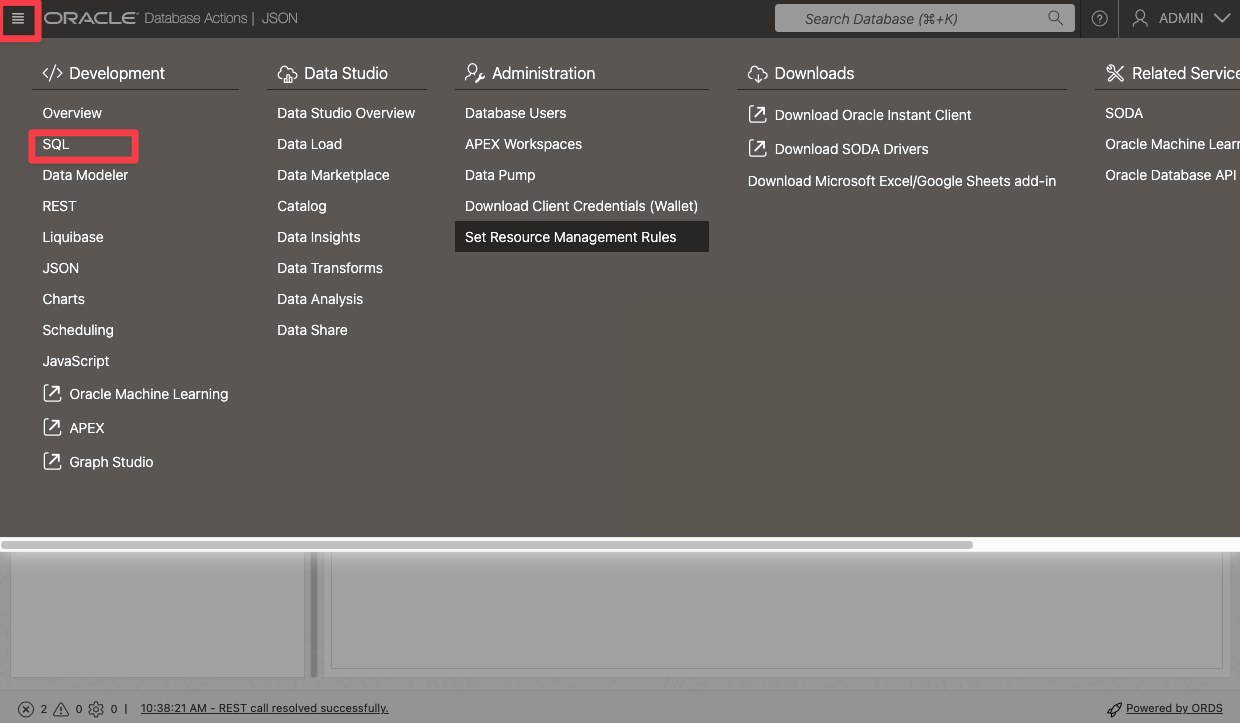 ORACLE Database Actions | JSON
Search Database (⌘+K)
ADMIN
Development
Overview
SQL
Data Modeler
REST
Liquibase
JSON
Charts
Scheduling
JavaScript
Oracle Machine Learning
APEX
Graph Studio
Data Studio
Data Studio Overview
Data Load
Data Marketplace
Catalog
Data Insights
Data Transforms
Data Analysis
Data Share
Administration
Database Users
APEX Workspaces
Data Pump
Download Client Credentials (Wallet)
Set Resource Management Rules
Downloads
Download Oracle Instant Client
Download SODA Drivers
Download Microsoft Excel/Google Sheets add-in
Related Service
SODA
Oracle Machine Learn
Oracle Database API
2 0 0 | 10:38:21 AM - REST call resolved successfully.
Powered by ORDS